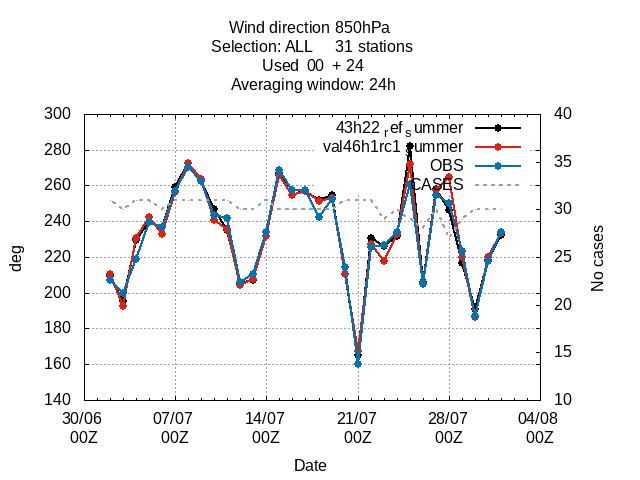 Wind direction 850hPa
Selection: ALL 31 stations
Used 00 + 24
Averaging window: 24h
43h22 refsummer
val46h1rc1 summer
OBS
CASES
300
280
260
240
220
200
180
160
140
deg
40
35
30
25
20
15
10
No cases
30/06 07/07 14/07 21/07 28/07 04/08
00Z 00Z 00Z 00Z 00Z 00Z
Date